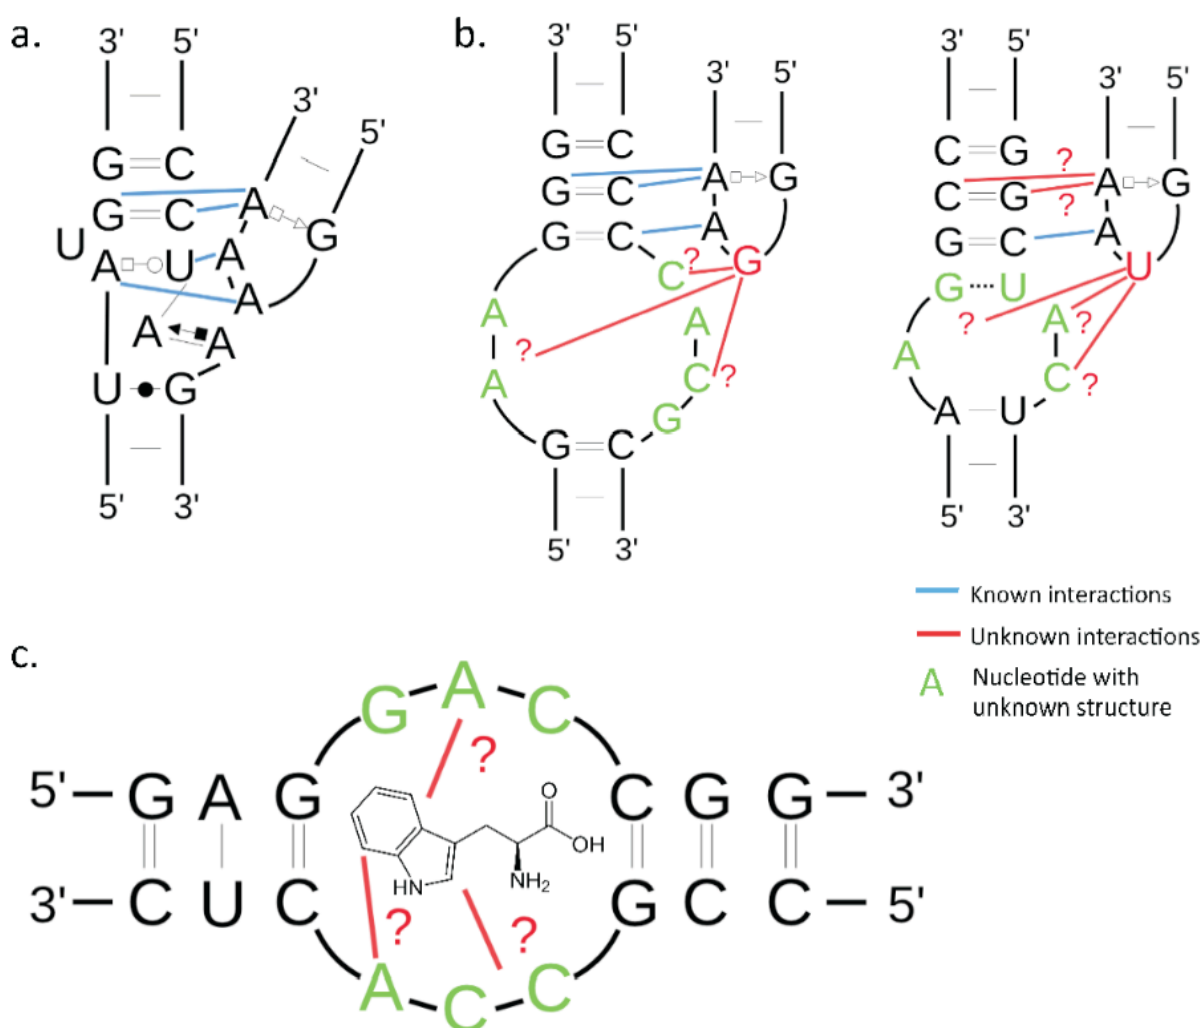 a.
3' 5'
3'
5'
G C
G C A
U G
A U A
A
A A
U G
5' 3'
b.
3' 5'
3' 5'
G C
G C A G
G C A
C ? G
A A
? A C ?
G
G C
5' 3'
3' 5'
3' 5'
C G ?
C G A G
?
G C A
G U U
? A ?
A
C ?
A U
5' 3'
Known interactions
Unknown interactions
A Nucleotide with
unknown structure
c.
G A C
?
5' G A G C G G 3'
O
OH
HN NH2
3' C U C G C C 5'
? ?
A C C